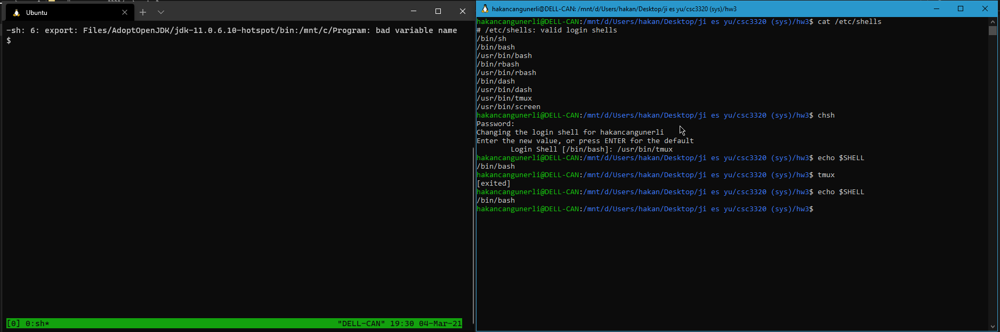 Ubuntu
-sh: 6: export: Files/AdoptOpenJDK/jdk-11.0.6.10-hotspot/bin:/mnt/c/Program: bad variable name
$
[0] 0:sh* "DELL-CAN" 19:30 04-Mar-21
hakancangunerli@DELL-CAN: /mnt/d/Users/hakan/Desktop/ji es yu/csc3320 (sys)/hw3
hakancangunerli@DELL-CAN:/mnt/d/Users/hakan/Desktop/ji es yu/csc3320 (sys)/hw3$ cat /etc/shells
# /etc/shells: valid login shells
/bin/sh
/bin/bash
/usr/bin/bash
/bin/rbash
/usr/bin/rbash
/bin/dash
/usr/bin/dash
/usr/bin/tmux
/usr/bin/screen
hakancangunerli@DELL-CAN:/mnt/d/Users/hakan/Desktop/ji es yu/csc3320 (sys)/hw3$ chsh
Password:
Changing the login shell for hakancangunerli
Enter the new value, or press ENTER for the default
Login Shell [/bin/bash]: /usr/bin/tmux
hakancangunerli@DELL-CAN:/mnt/d/Users/hakan/Desktop/ji es yu/csc3320 (sys)/hw3$ echo $SHELL
/bin/bash
hakancangunerli@DELL-CAN:/mnt/d/Users/hakan/Desktop/ji es yu/csc3320 (sys)/hw3$ tmux
[exited]
hakancangunerli@DELL-CAN:/mnt/d/Users/hakan/Desktop/ji es yu/csc3320 (sys)/hw3$ echo $SHELL
/bin/bash
hakancangunerli@DELL-CAN:/mnt/d/Users/hakan/Desktop/ji es yu/csc3320 (sys)/hw3$